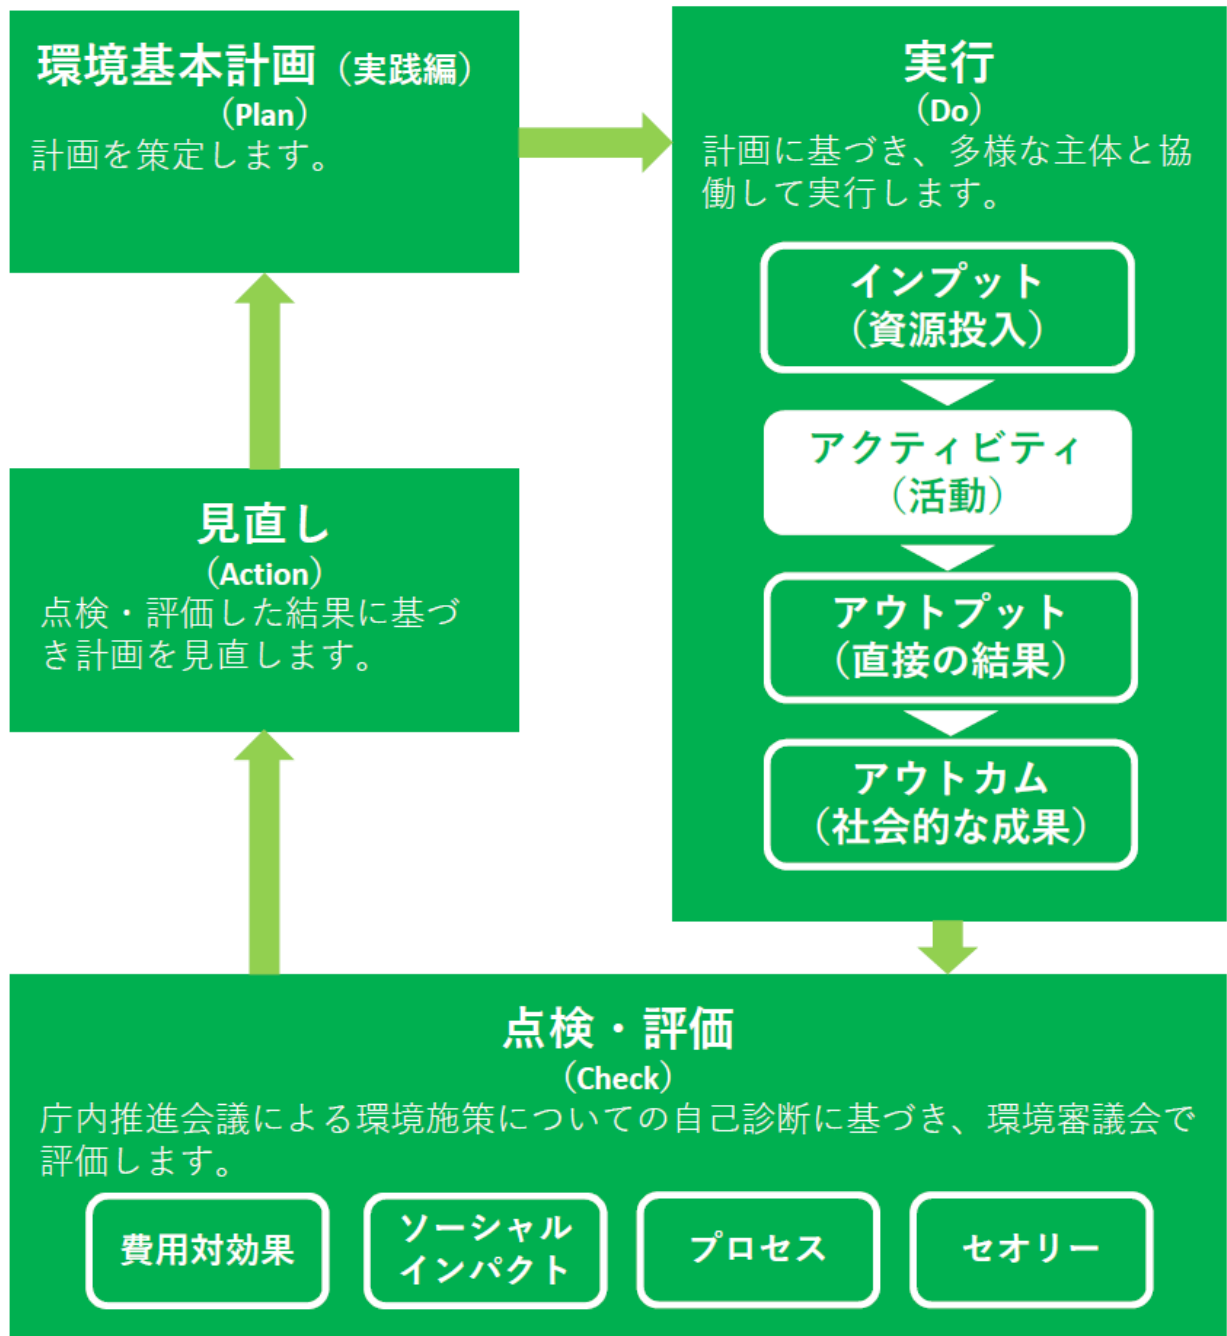 環境基本計画（実践編）
（Plan）
計画を策定します。
実行
（Do）
計画に基づき、多様な主体と協
働して実行します。
インプット
（資源投入）
アクティビティ
（活動）
アウトプット
（直接の結果）
アウトカム
（社会的な成果）
見直し
（Action）
点検・評価した結果に基づ
き計画を見直します。
点検・評価
（Check）
庁内推進会議による環境施策についての自己診断に基づき、環境審議会で
評価します。
費用対効果
ソーシャル
インパクト
プロセス
セオリー